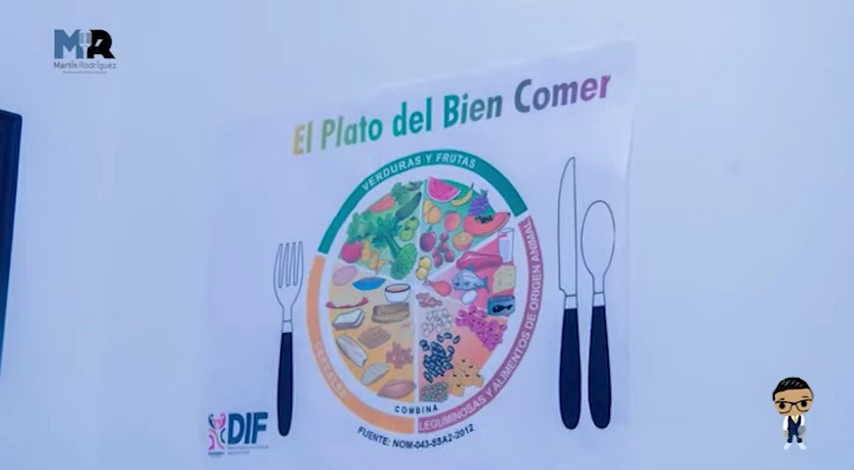 MR
Martín Rodríguez
El Plato del Bien Comer
VENDURAS Y FRUTAS
CEREALES
LEGUMINOSAS Y ALIMENTOS DE ORIGEN ANIMAL
COMBINA
FUENTE: NOM-043-SSA2-2012
DIF